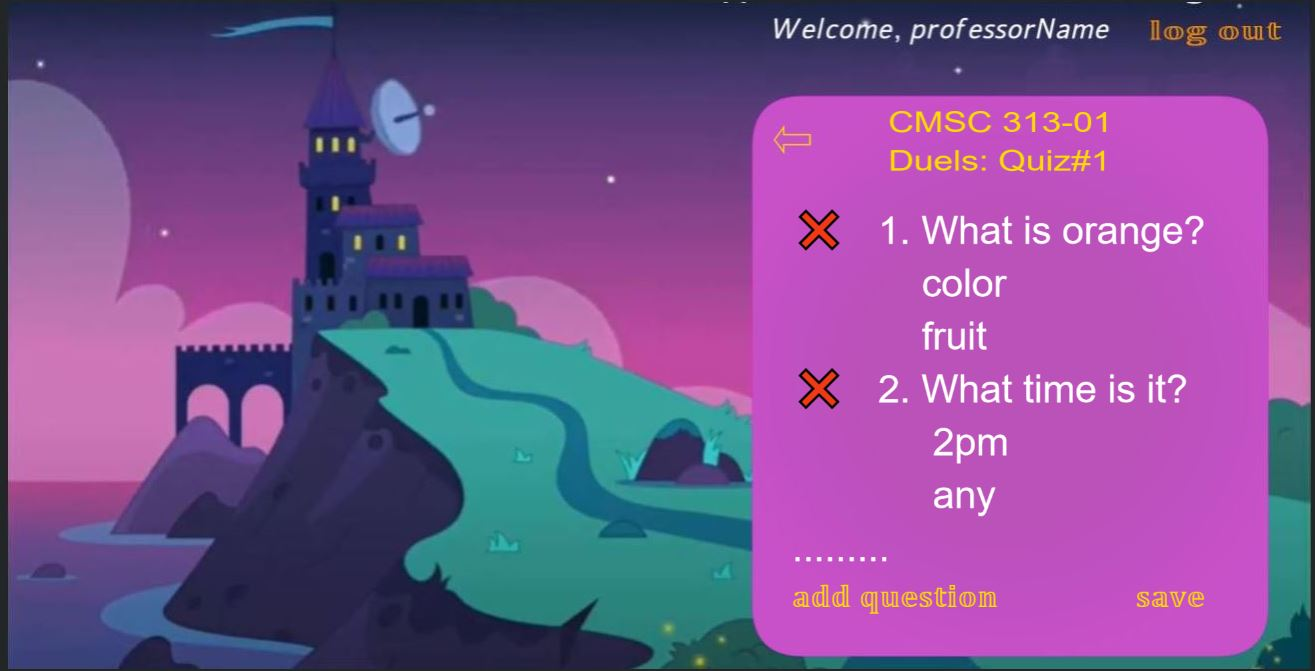 Welcome, professorName log out
CMSC 313-01
Duels: Quiz#1
1. What is orange?
color
fruit
2. What time is it?
2pm
any
.........
add question save